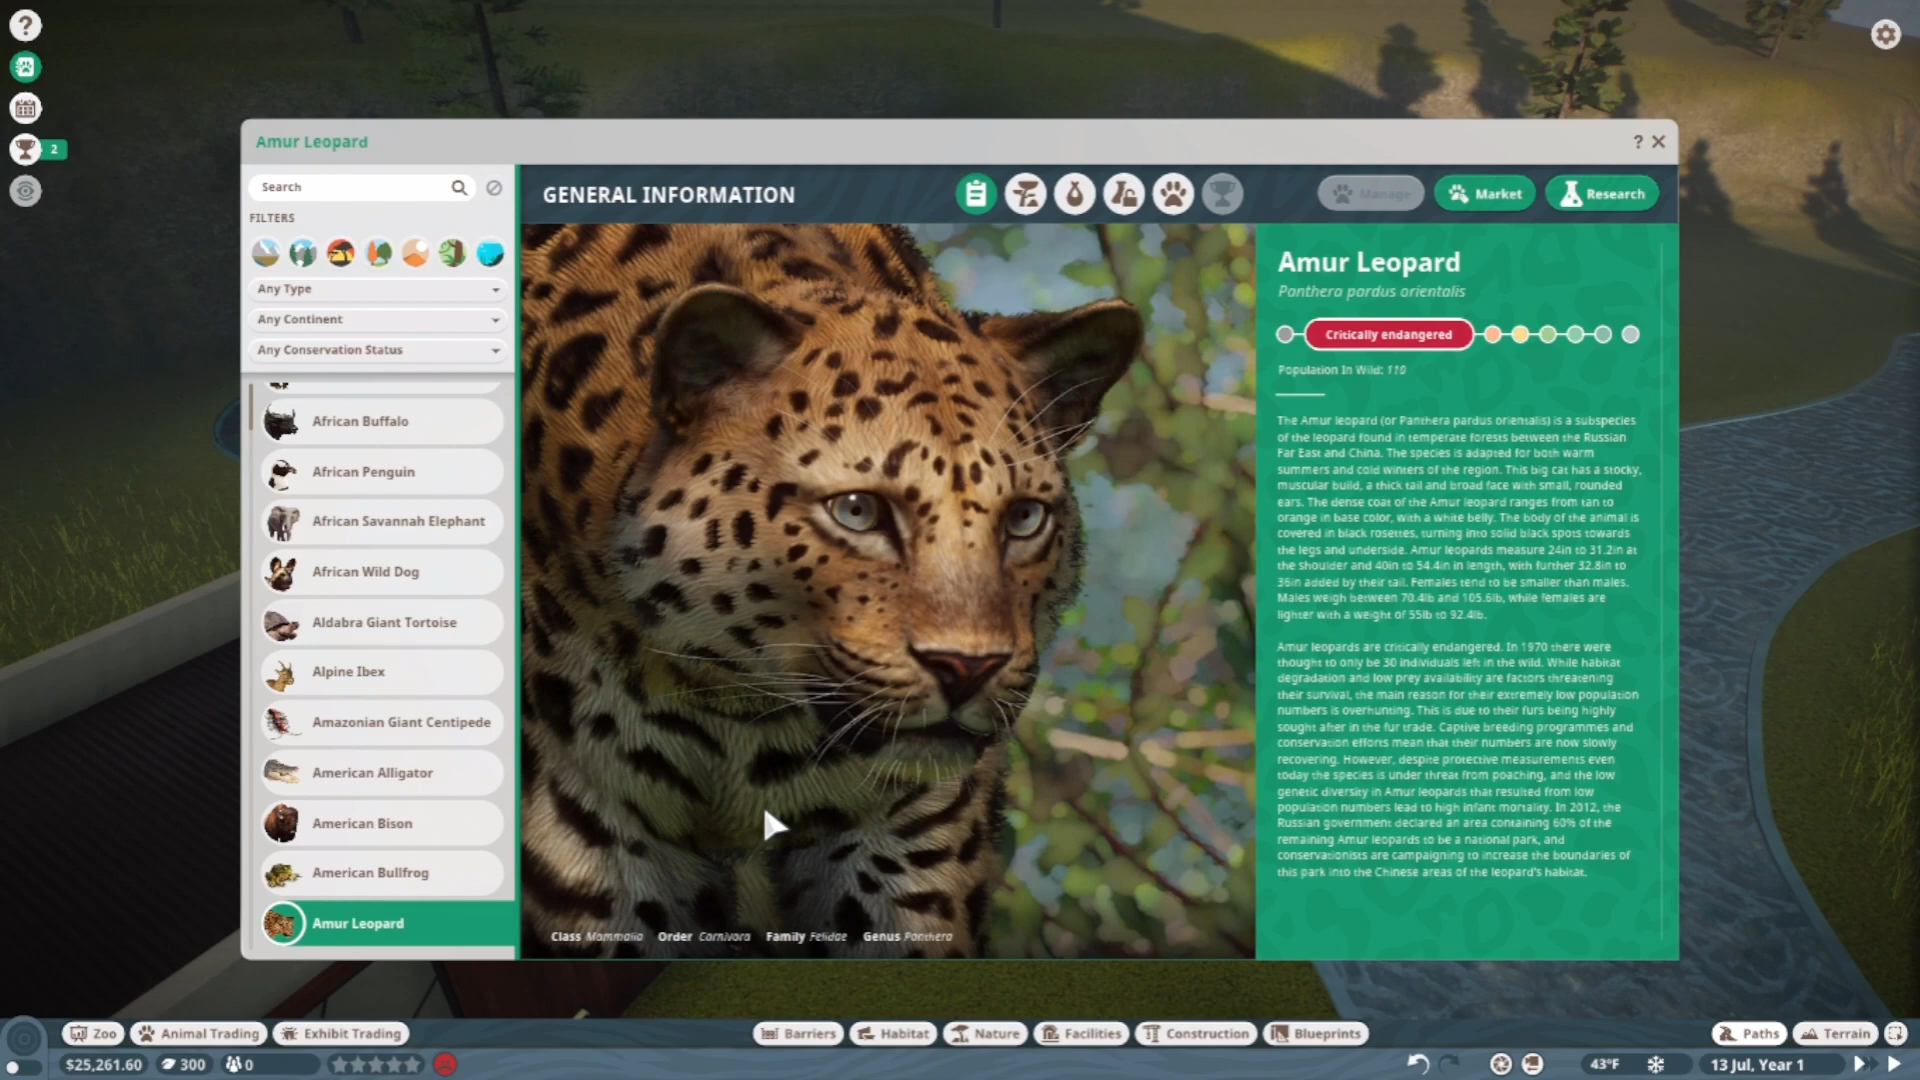 ?
2
Amur Leopard
?
Search
FILTERS
Any Type
Any Continent
Any Conservation Status
African Buffalo
African Penguin
African Savannah Elephant
African Wild Dog
Aldabra Giant Tortoise
Alpine Ibex
Amazonian Giant Centipede
American Alligator
American Bison
American Bullfrog
Amur Leopard
GENERAL INFORMATION
Manage
Market
Research
Class Mammalia Order Carnivora Family Felidae Genus Panthera
Amur Leopard
Panthera pardus orientalis
Critically endangered
Population In Wild: 110
The Amur leopard (or Panthera pardus orientalis) is a subspecies
of the leopard found in temperate forests between the Russian
Far East and China. The species is adapted for both warm
summers and cold winters of the region. This big cat has a stocky,
muscular build, a thick tail and broad face with small, rounded
ears. The dense coat of the Amur leopard ranges from tan to
orange in base color, with a white belly. The body of the animal is
covered in black rosettes, turning into solid black spots towards
the legs and underside. Amur leopards measure 24in to 31.2in at
the shoulder and 40in to 54.4in in length, with further 32.8in to
36in added by their tail. Females tend to be smaller than males.
Males weigh between 70.4lb and 105.6lb, while females are
lighter with a weight of 55lb to 92.4lb.
Amur leopards are critically endangered. In 1970 there were
thought to only be 30 individuals left in the wild. While habitat
degradation and low prey availability are factors threatening
their survival, the main reason for their extremely low population
numbers is overhunting. This is due to their furs being highly
sought after in the fur trade. Captive breeding programmes and
conservation efforts mean that their numbers are now slowly
recovering. However, despite protective measurements even
today the species is under threat from poaching, and the low
genetic diversity in Amur leopards that resulted from low
population numbers lead to high infant mortality. In 2012, the
Russian government declared an area containing 60% of the
remaining Amur leopards to be a national park, and
conservationists are campaigning to increase the boundaries of
this park into the Chinese areas of the leopard's habitat.
Zoo
Animal Trading
Exhibit Trading
Barriers
Habitat
Nature
Facilities
Construction
Blueprints
Paths
Terrain
$25,261.60
300
0
43°F
13 Jul, Year 1